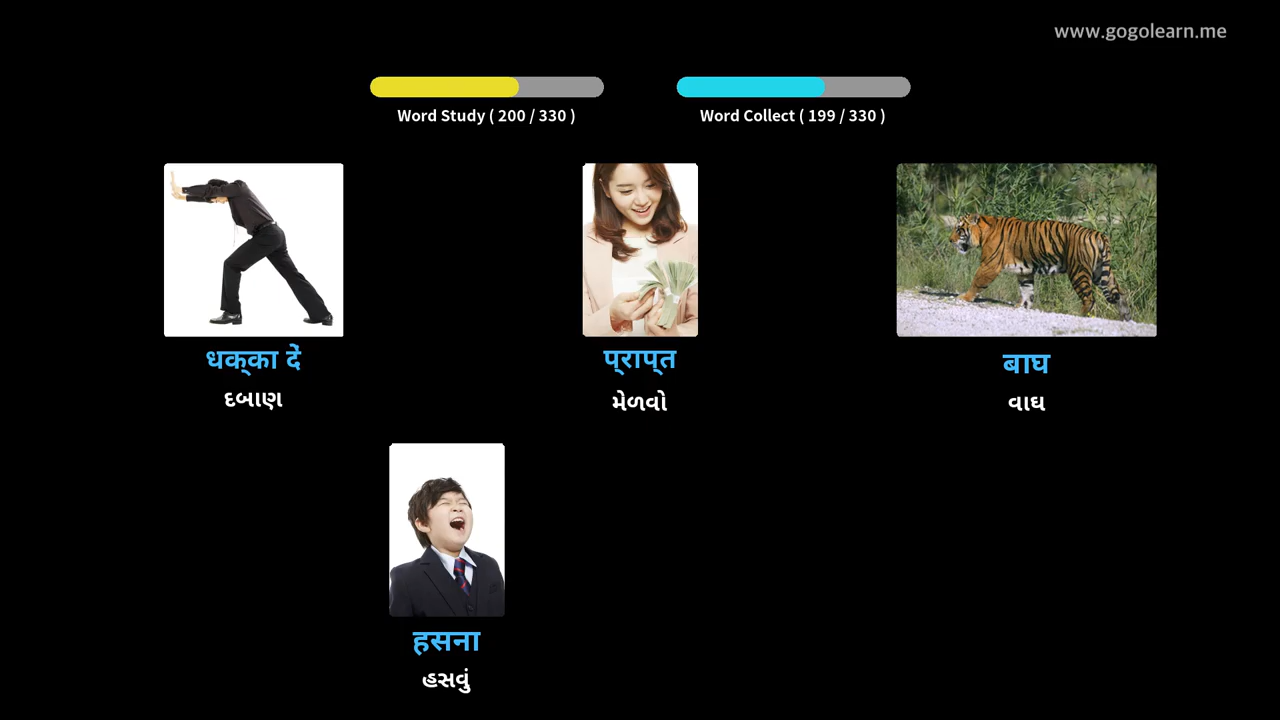 www.gogolearn.me
Word Study ( 200 / 330 )
Word Collect ( 199 / 330 )
धक्का दें
દબાણ
प्राप्त
મેળવો
बाघ
વાઘ
हसना
હસવું